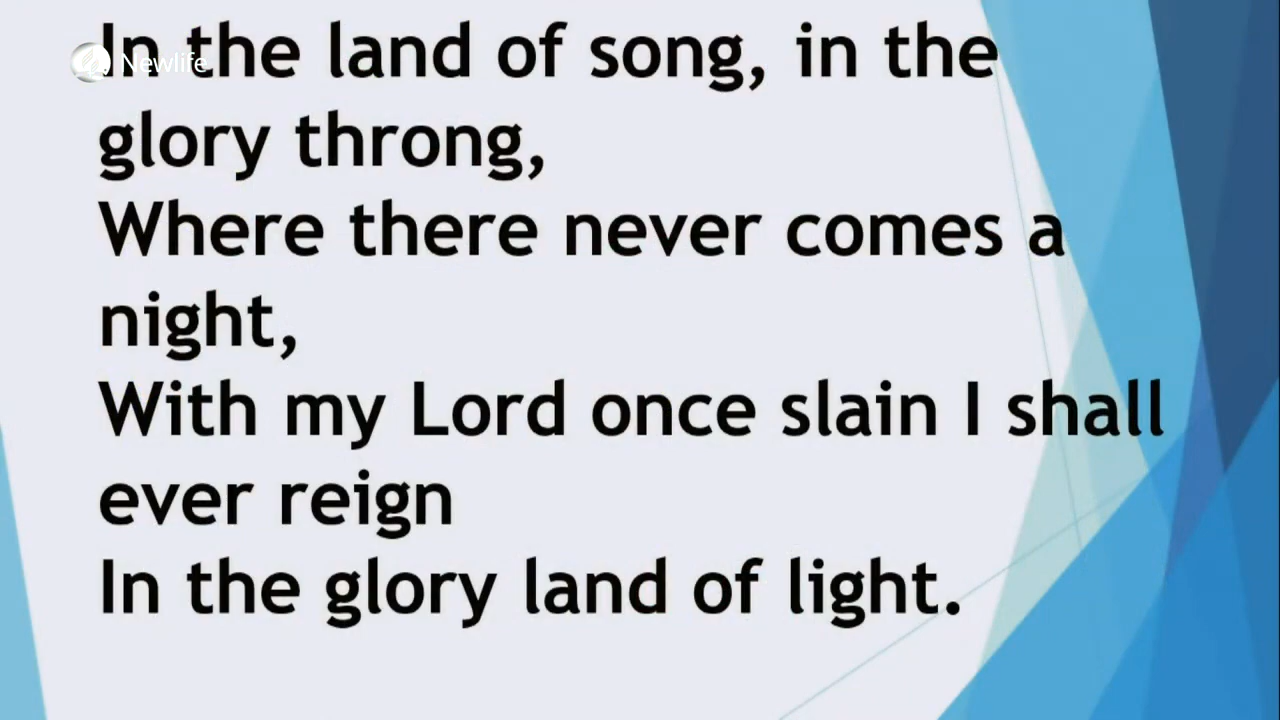 In the land of song, in the
Newlife
glory throng,
Where there never comes a
night,
With my Lord once slain I shall
ever reign
In the glory land of light.